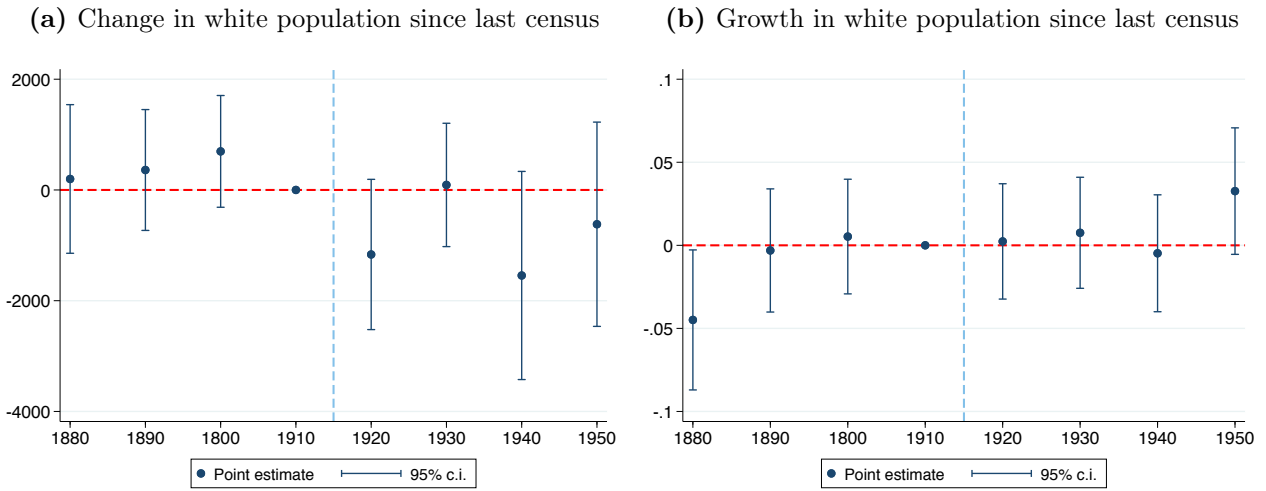 (a) Change in white population since last census
2000
0
-2000
-4000
1880 1890 1800 1910 1920 1930 1940 1950
Point estimate 95% c.i.
(b) Growth in white population since last census
.1
.05
0
-.05
-.1
1880 1890 1800 1910 1920 1930 1940 1950
Point estimate 95% c.i.